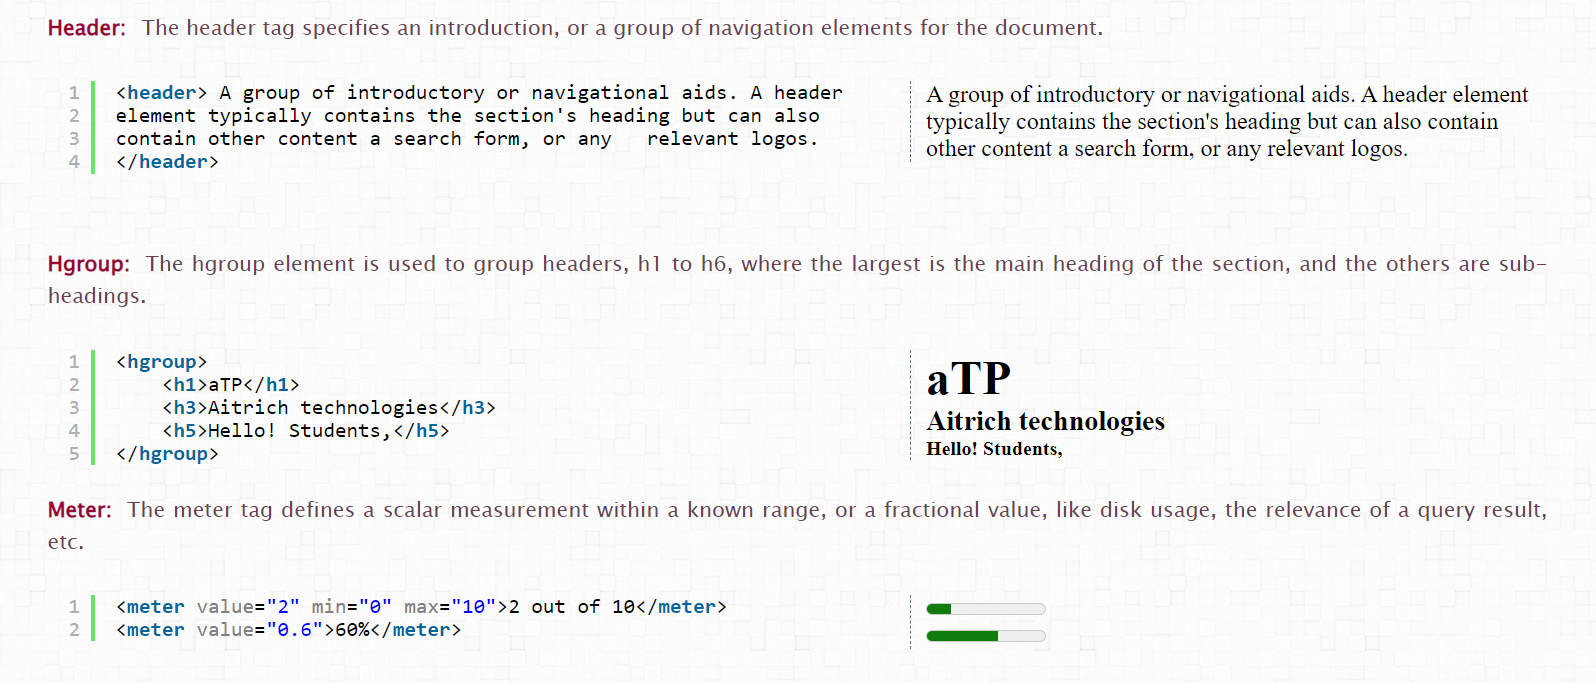 Header: The header tag specifies an introduction, or a group of navigation elements for the document.
1 <header> A group of introductory or navigational aids. A header
2 element typically contains the section's heading but can also
3 contain other content a search form, or any   relevant logos.
4 </header>
A group of introductory or navigational aids. A header element
typically contains the section's heading but can also contain
other content a search form, or any relevant logos.
Hgroup: The hgroup element is used to group headers, h1 to h6, where the largest is the main heading of the section, and the others are sub-
headings.
1 <hgroup>
2     <h1>aTP</h1>
3     <h3>Aitrich technologies</h3>
4     <h5>Hello! Students,</h5>
5 </hgroup>
aTP
Aitrich technologies
Hello! Students,
Meter: The meter tag defines a scalar measurement within a known range, or a fractional value, like disk usage, the relevance of a query result,
etc.
1 <meter value="2" min="0" max="10">2 out of 10</meter>
2 <meter value="0.6">60%</meter>